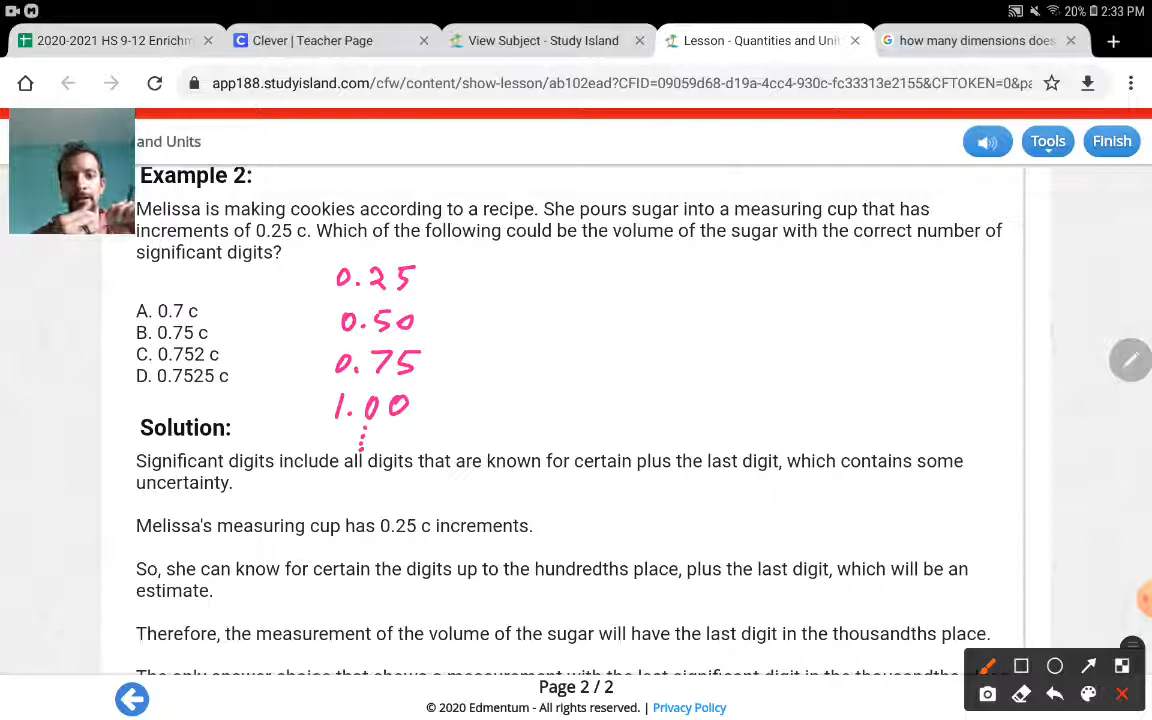 20% 2:33 PM
2020-2021 HS 9-12 Enrichm
Clever | Teacher Page
View Subject - Study Island
Lesson - Quantities and Unit
how many dimensions does
app188.studyisland.com/cfw/content/show-lesson/ab102ead?CFID=09059d68-d19a-4cc4-930c-fc33313e2155&CFTOKEN=0&pa
and Units
Tools
Finish
Example 2:
Melissa is making cookies according to a recipe. She pours sugar into a measuring cup that has
increments of 0.25 c. Which of the following could be the volume of the sugar with the correct number of
significant digits?
0.25
A. 0.7 c
0.50
B. 0.75 c
C. 0.752 c
0.75
D. 0.7525 c
1.00
Solution:
Significant digits include all digits that are known for certain plus the last digit, which contains some
uncertainty.
Melissa's measuring cup has 0.25 c increments.
So, she can know for certain the digits up to the hundredths place, plus the last digit, which will be an
estimate.
Therefore, the measurement of the volume of the sugar will have the last digit in the thousandths place.
Page 2 / 2
© 2020 Edmentum - All rights reserved. | Privacy Policy